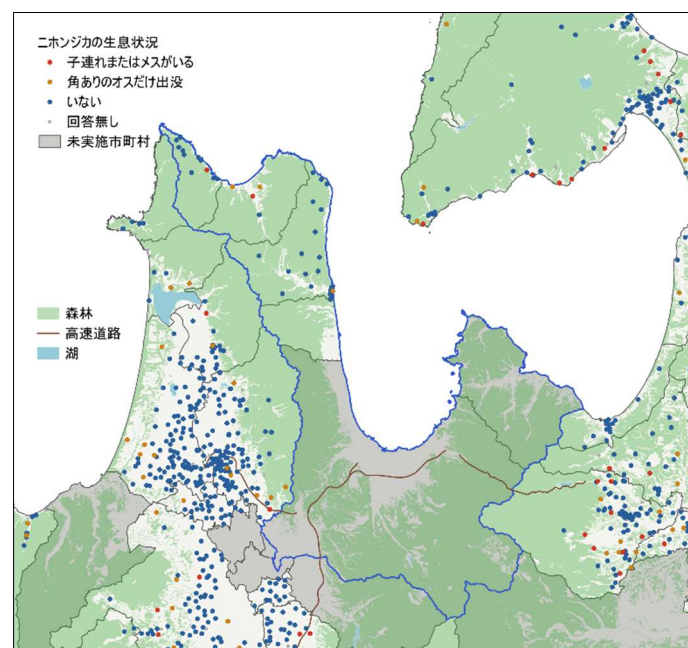 ニホンジカの生息状況
子連れまたはメスがいる
角ありのオスだけ出没
いない
回答無し
未実施市町村
森林
高速道路
湖